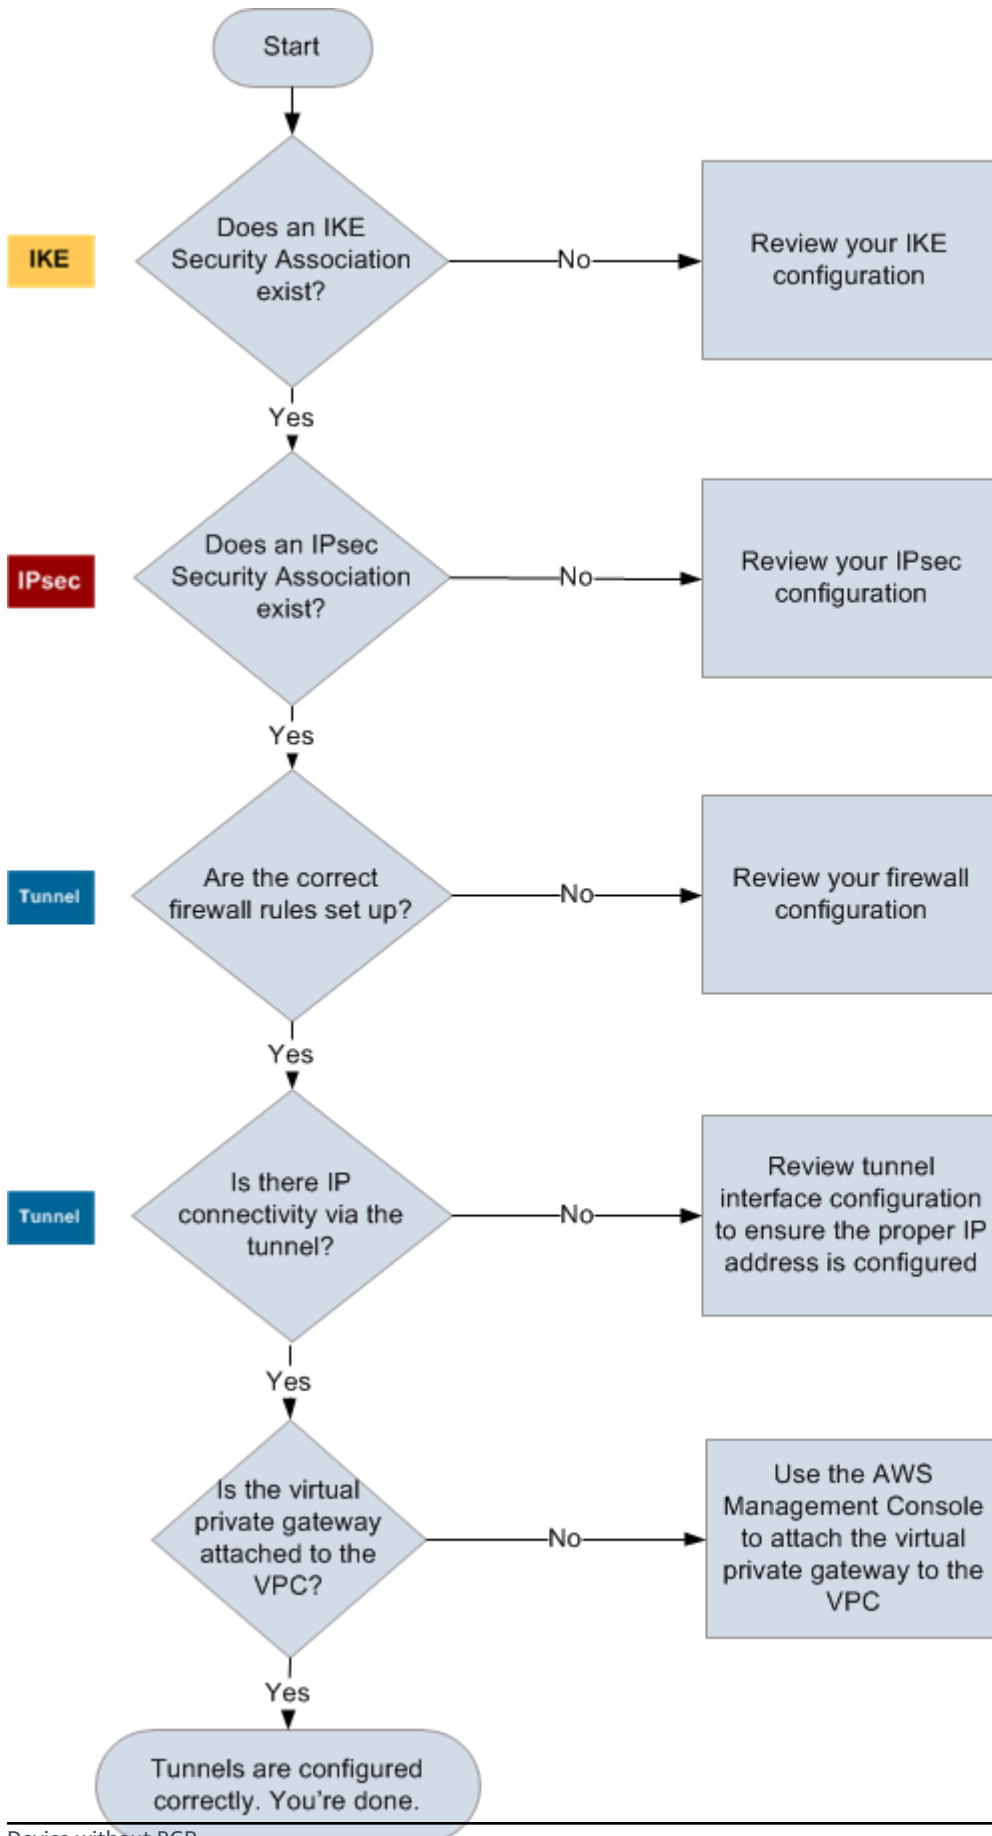 Start
IKE
Does an IKE
Security Association
exist?
No
Review your IKE
configuration
Yes
IPsec
Does an IPsec
Security Association
exist?
No
Review your IPsec
configuration
Yes
Tunnel
Are the correct
firewall rules set up?
No
Review your firewall
configuration
Yes
Tunnel
Is there IP
connectivity via the
tunnel?
No
Review tunnel
interface configuration
to ensure the proper IP
address is configured
Yes
Is the virtual
private gateway
attached to the
VPC?
No
Use the AWS
Management Console
to attach the virtual
private gateway to the
VPC
Yes
Tunnels are configured
correctly. You're done.
Device without BGP